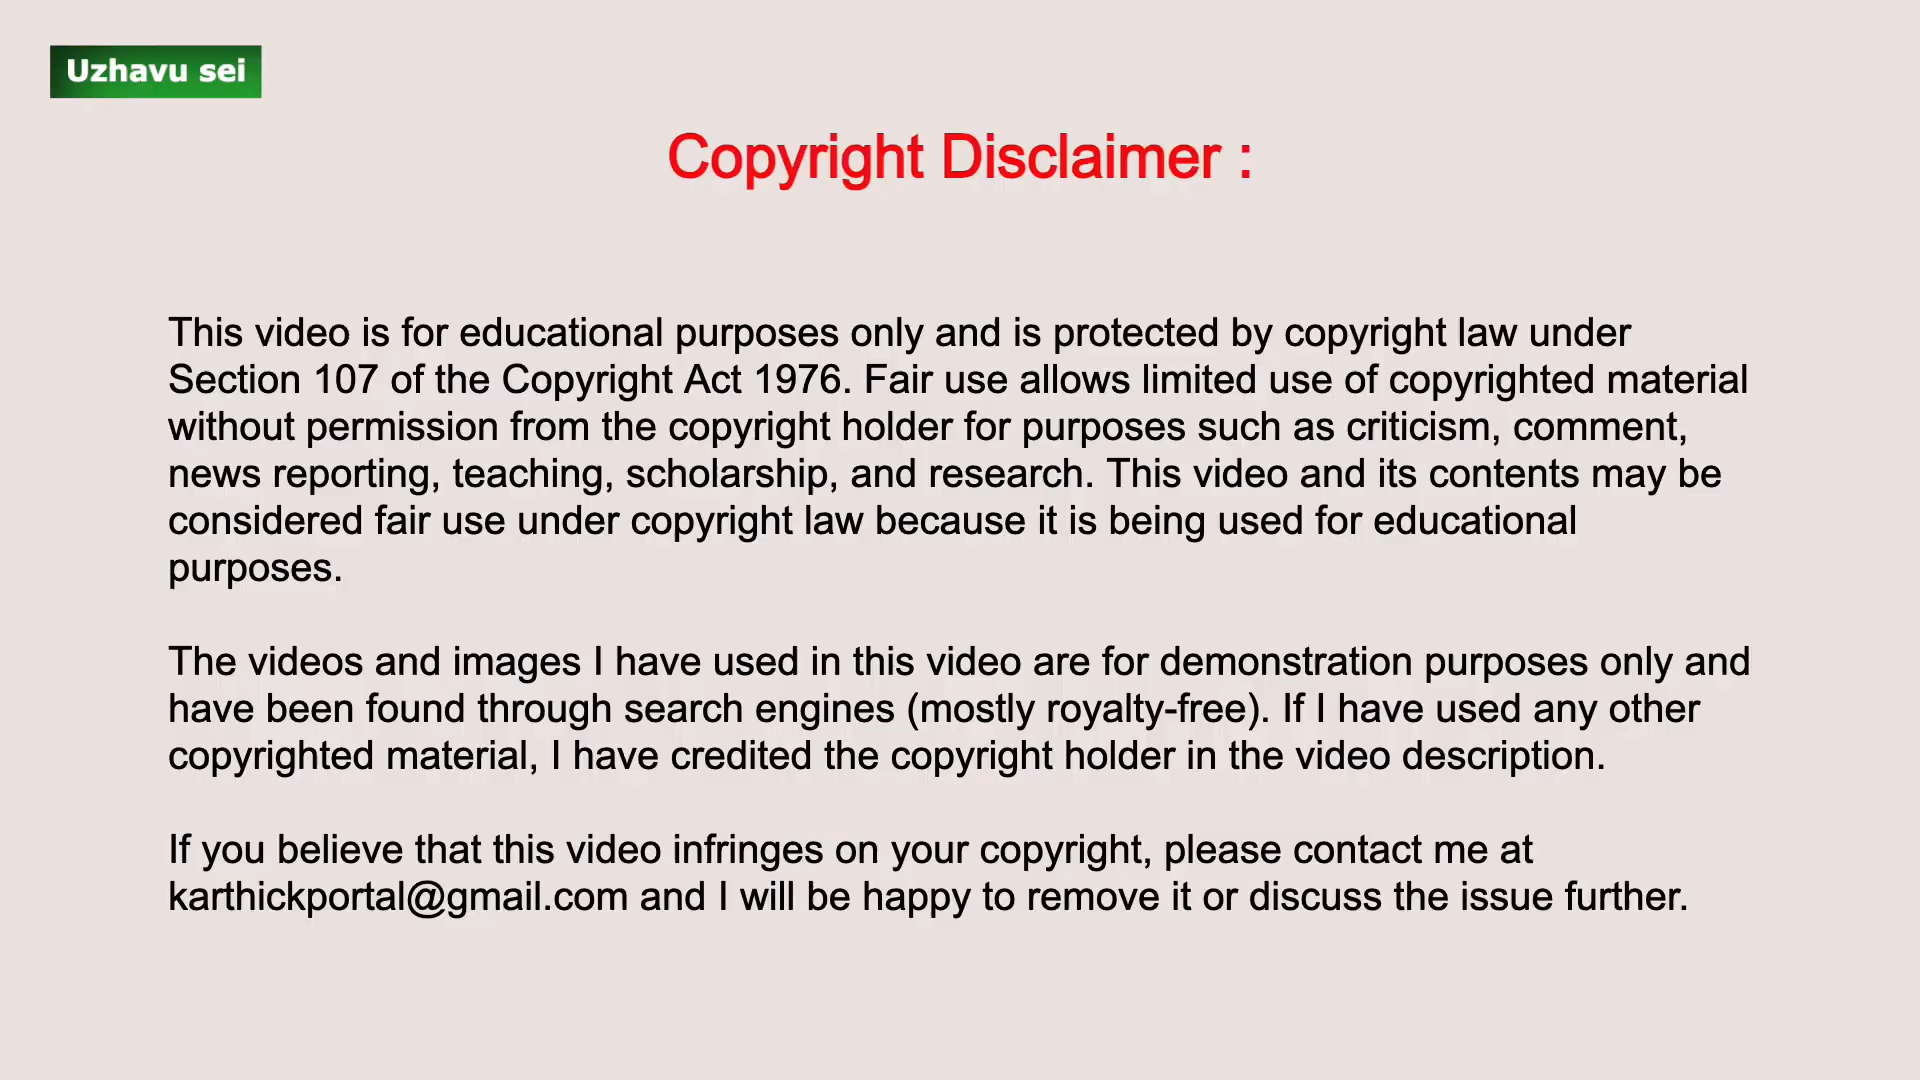 Uzhavu sei
Copyright Disclaimer :
This video is for educational purposes only and is protected by copyright law under
Section 107 of the Copyright Act 1976. Fair use allows limited use of copyrighted material
without permission from the copyright holder for purposes such as criticism, comment,
news reporting, teaching, scholarship, and research. This video and its contents may be
considered fair use under copyright law because it is being used for educational
purposes.
The videos and images I have used in this video are for demonstration purposes only and
have been found through search engines (mostly royalty-free). If I have used any other
copyrighted material, I have credited the copyright holder in the video description.
If you believe that this video infringes on your copyright, please contact me at
karthickportal@gmail.com and I will be happy to remove it or discuss the issue further.